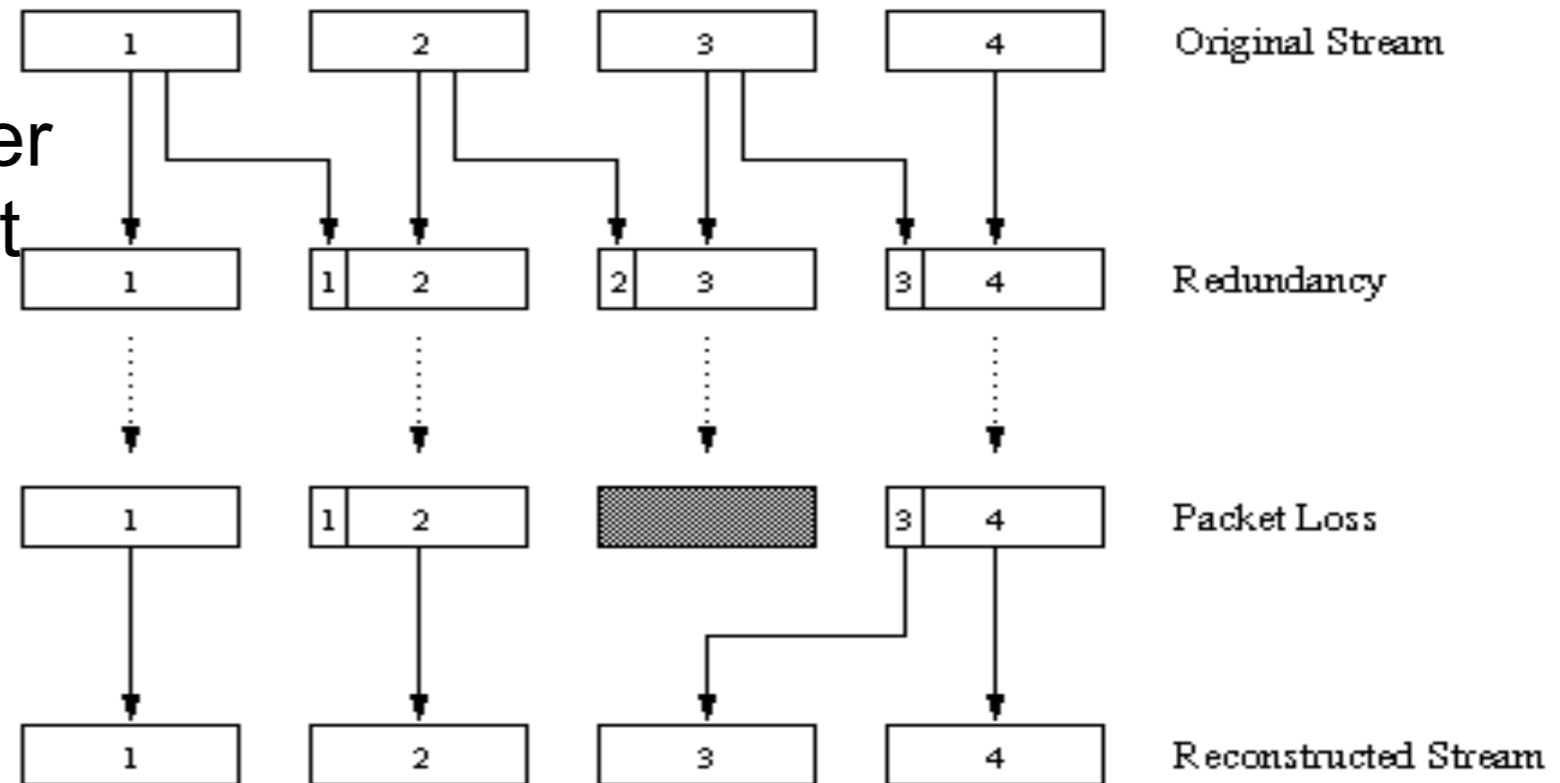 1 2 3 4 Original Stream
er
t
1 1 2 2 3 3 4 Redundancy
1 1 2 3 4 Packet Loss
1 2 3 4 Reconstructed Stream